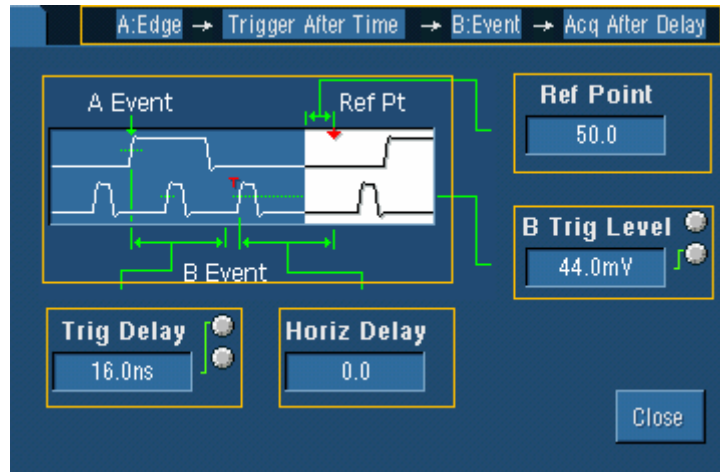 A:Edge → Trigger After Time → B:Event → Acq After Delay
A Event
Ref Pt
T
B Event
Ref Point
50.0
B Trig Level
44.0mV
Trig Delay
16.0ns
Horiz Delay
0.0
Close